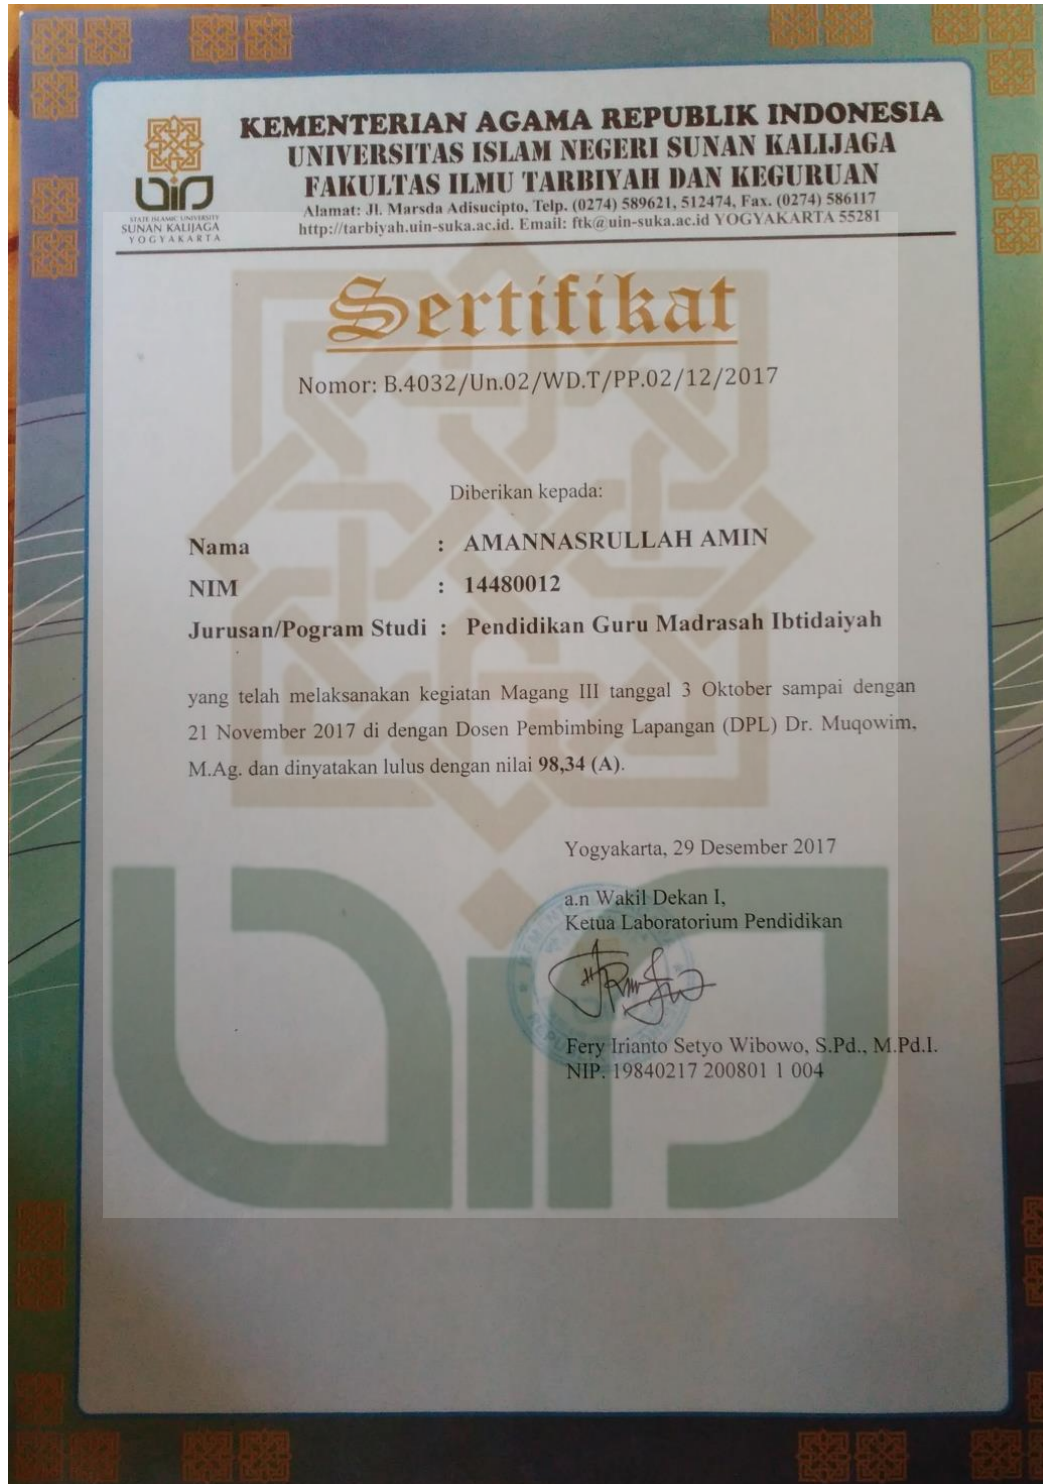 KEMENTERIAN AGAMA REPUBLIK INDONESIA
UNIVERSITAS ISLAM NEGERI SUNAN KALIJAGA
FAKULTAS ILMU TARBIYAH DAN KEGURUAN
Alamat: Jl. Marsda Adisucipto, Telp. (0274) 589621, 512474, Fax. (0274) 586117
http://tarbiyah.uin-suka.ac.id. Email: ftk@uin-suka.ac.id YOGYAKARTA 55281
UIN
STATE ISLAMIC UNIVERSITY
SUNAN KALIJAGA
YOGYAKARTA
Sertifikat
Nomor: B.4032/Un.02/WD.T/PP.02/12/2017
Diberikan kepada:
Nama : AMANNASRULLAH AMIN
NIM : 14480012
Jurusan/Pogram Studi : Pendidikan Guru Madrasah Ibtidaiyah
yang telah melaksanakan kegiatan Magang III tanggal 3 Oktober sampai dengan
21 November 2017 di dengan Dosen Pembimbing Lapangan (DPL) Dr. Muqowim,
M.Ag. dan dinyatakan lulus dengan nilai 98,34 (A).
Yogyakarta, 29 Desember 2017
a.n Wakil Dekan I,
Ketua Laboratorium Pendidikan
Fery Irianto Setyo Wibowo, S.Pd., M.Pd.I.
NIP. 19840217 200801 1 004
UIN